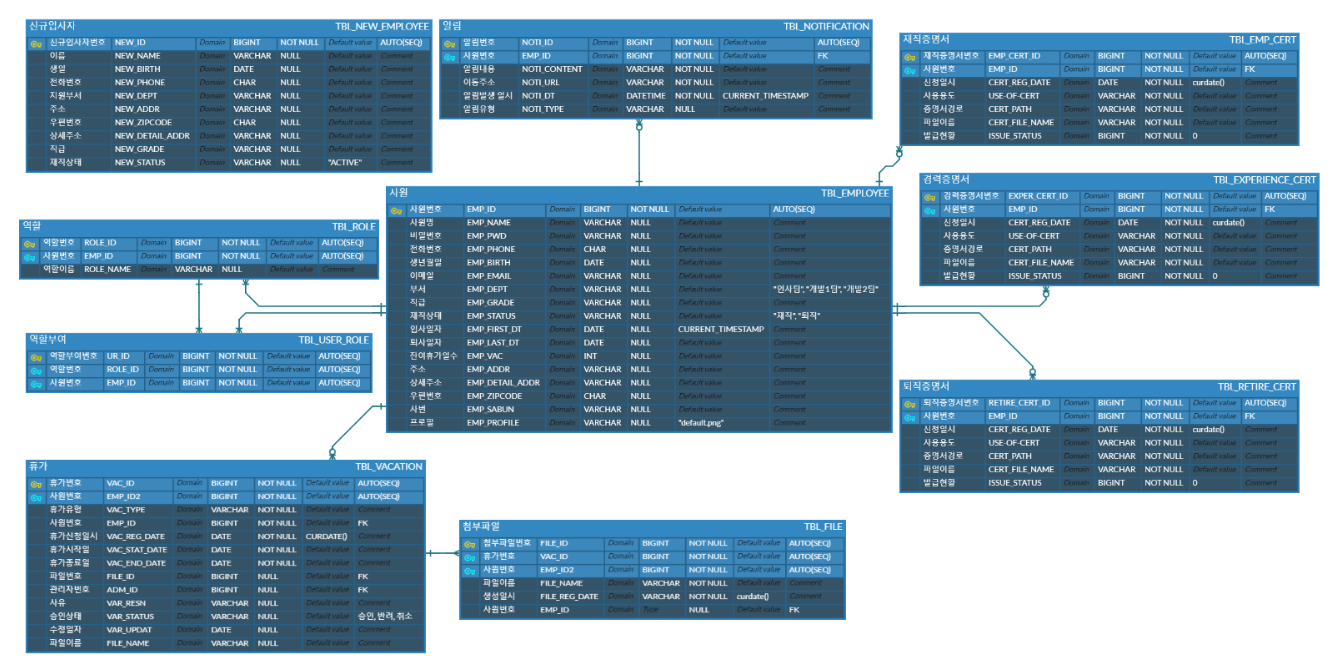 신규입사자 TBL_NEW_EMPLOYEE
신규입사자번호 NEW_ID Domain BIGINT NOT NULL Default value AUTO(SEQ)
이름 NEW_NAME Domain VARCHAR NULL Default value Comment
생일 NEW_BIRTH Domain DATE NULL Default value Comment
전화번호 NEW_PHONE Domain CHAR NULL Default value Comment
지원부서 NEW_DEPT Domain VARCHAR NULL Default value Comment
주소 NEW_ADDR Domain VARCHAR NULL Default value Comment
우편번호 NEW_ZIPCODE Domain CHAR NULL Default value Comment
상세주소 NEW_DETAIL_ADDR Domain VARCHAR NULL Default value Comment
직급 NEW_GRADE Domain VARCHAR NULL Default value Comment
재직상태 NEW_STATUS Domain VARCHAR NULL "ACTIVE" Comment
알림 TBL_NOTIFICATION
알림번호 NOTI_ID Domain BIGINT NOT NULL Default value AUTO(SEQ)
사원번호 EMP_ID Domain BIGINT NOT NULL Default value FK
알림내용 NOTI_CONTENT Domain VARCHAR NOT NULL Default value Comment
이동주소 NOTI_URL Domain VARCHAR NOT NULL Default value Comment
알림발생 일시 NOTI_DT Domain DATETIME NOT NULL CURRENT_TIMESTAMP Comment
알림유형 NOTI_TYPE Domain VARCHAR NULL Default value Comment
재직증명서 TBL_EMP_CERT
재직증명서번호 EMP_CERT_ID Domain BIGINT NOT NULL Default value AUTO(SEQ)
사원번호 EMP_ID Domain BIGINT NOT NULL Default value FK
신청일시 CERT_REG_DATE Domain DATE NOT NULL curdate() Comment
사용용도 USE-OF-CERT Domain VARCHAR NOT NULL Default value Comment
증명서경로 CERT_PATH Domain VARCHAR NOT NULL Default value Comment
파일이름 CERT_FILE_NAME Domain VARCHAR NOT NULL Default value Comment
발급현황 ISSUE_STATUS Domain BIGINT NOT NULL 0 Comment
사원 TBL_EMPLOYEE
사원번호 EMP_ID Domain BIGINT NOT NULL Default value AUTO(SEQ)
사원명 EMP_NAME Domain VARCHAR NULL Default value Comment
비밀번호 EMP_PWD Domain VARCHAR NULL Default value Comment
전화번호 EMP_PHONE Domain CHAR NULL Default value Comment
생년월일 EMP_BIRTH Domain DATE NULL Default value Comment
이메일 EMP_EMAIL Domain VARCHAR NULL Default value Comment
부서 EMP_DEPT Domain VARCHAR NULL Default value "인사팀","개발1팀","개발2팀"
직급 EMP_GRADE Domain VARCHAR NULL Default value Comment
재직상태 EMP_STATUS Domain VARCHAR NULL Default value "재직","퇴직"
입사일자 EMP_FIRST_DT Domain DATE NULL CURRENT_TIMESTAMP Comment
퇴사일자 EMP_LAST_DT Domain DATE NULL Default value Comment
잔여휴가일수 EMP_VAC Domain INT NULL Default value Comment
주소 EMP_ADDR Domain VARCHAR NULL Default value Comment
상세주소 EMP_DETAIL_ADDR Domain VARCHAR NULL Default value Comment
우편번호 EMP_ZIPCODE Domain CHAR NULL Default value Comment
사번 EMP_SABUN Domain VARCHAR NULL Default value Comment
프로필 EMP_PROFILE Domain VARCHAR NULL "default.png" Comment
경력증명서 TBL_EXPERIENCE_CERT
경력증명서번호 EXPER_CERT_ID Domain BIGINT NOT NULL Default value AUTO(SEQ)
사원번호 EMP_ID Domain BIGINT NOT NULL Default value FK
신청일시 CERT_REG_DATE Domain DATE NOT NULL curdate() Comment
사용용도 USE-OF-CERT Domain VARCHAR NOT NULL Default value Comment
증명서경로 CERT_PATH Domain VARCHAR NOT NULL Default value Comment
파일이름 CERT_FILE_NAME Domain VARCHAR NOT NULL Default value Comment
발급현황 ISSUE_STATUS Domain BIGINT NOT NULL 0 Comment
역할 TBL_ROLE
역할번호 ROLE_ID Domain BIGINT NOT NULL Default value AUTO(SEQ)
사원번호 EMP_ID Domain BIGINT NOT NULL Default value AUTO(SEQ)
역할이름 ROLE_NAME Domain VARCHAR NULL Default value Comment
역할부여 TBL_USER_ROLE
역할부여번호 UR_ID Domain BIGINT NOT NULL Default value AUTO(SEQ)
역할번호 ROLE_ID Domain BIGINT NOT NULL Default value AUTO(SEQ)
사원번호 EMP_ID Domain BIGINT NOT NULL Default value AUTO(SEQ)
퇴직증명서 TBL_RETIRE_CERT
퇴직증명서번호 RETIRE_CERT_ID Domain BIGINT NOT NULL Default value AUTO(SEQ)
사원번호 EMP_ID Domain BIGINT NOT NULL Default value FK
신청일시 CERT_REG_DATE Domain DATE NOT NULL curdate() Comment
사용용도 USE-OF-CERT Domain VARCHAR NOT NULL Default value Comment
증명서경로 CERT_PATH Domain VARCHAR NOT NULL Default value Comment
파일이름 CERT_FILE_NAME Domain VARCHAR NOT NULL Default value Comment
발급현황 ISSUE_STATUS Domain BIGINT NOT NULL 0 Comment
휴가 TBL_VACATION
휴가번호 VAC_ID Domain BIGINT NOT NULL Default value AUTO(SEQ)
사원번호 EMP_ID2 Domain BIGINT NOT NULL Default value AUTO(SEQ)
휴가유형 VAC_TYPE Domain VARCHAR NOT NULL Default value Comment
사원번호 EMP_ID Domain BIGINT NOT NULL Default value FK
휴가신청일시 VAC_REG_DATE Domain DATE NOT NULL CURDATE() Comment
휴가시작일 VAC_STAT_DATE Domain DATE NOT NULL Default value Comment
휴가종료일 VAC_END_DATE Domain DATE NOT NULL Default value Comment
파일번호 FILE_ID Domain BIGINT NULL Default value FK
관리자번호 ADM_ID Domain BIGINT NULL Default value FK
사유 VAR_RESN Domain VARCHAR NULL Default value Comment
승인상태 VAR_STATUS Domain VARCHAR NULL Default value 승인, 반려, 취소
수정일자 VAR_UPDAT Domain DATE NULL Default value Comment
파일이름 FILE_NAME Domain VARCHAR NULL Default value Comment
첨부파일 TBL_FILE
첨부파일번호 FILE_ID Domain BIGINT NOT NULL Default value AUTO(SEQ)
휴가번호 VAC_ID Domain BIGINT NOT NULL Default value AUTO(SEQ)
사원번호 EMP_ID2 Domain BIGINT NOT NULL Default value AUTO(SEQ)
파일이름 FILE_NAME Domain VARCHAR NOT NULL Default value Comment
생성일시 FILE_REG_DATE Domain VARCHAR NOT NULL curdate() Comment
사원번호 EMP_ID Domain Type NULL Default value FK